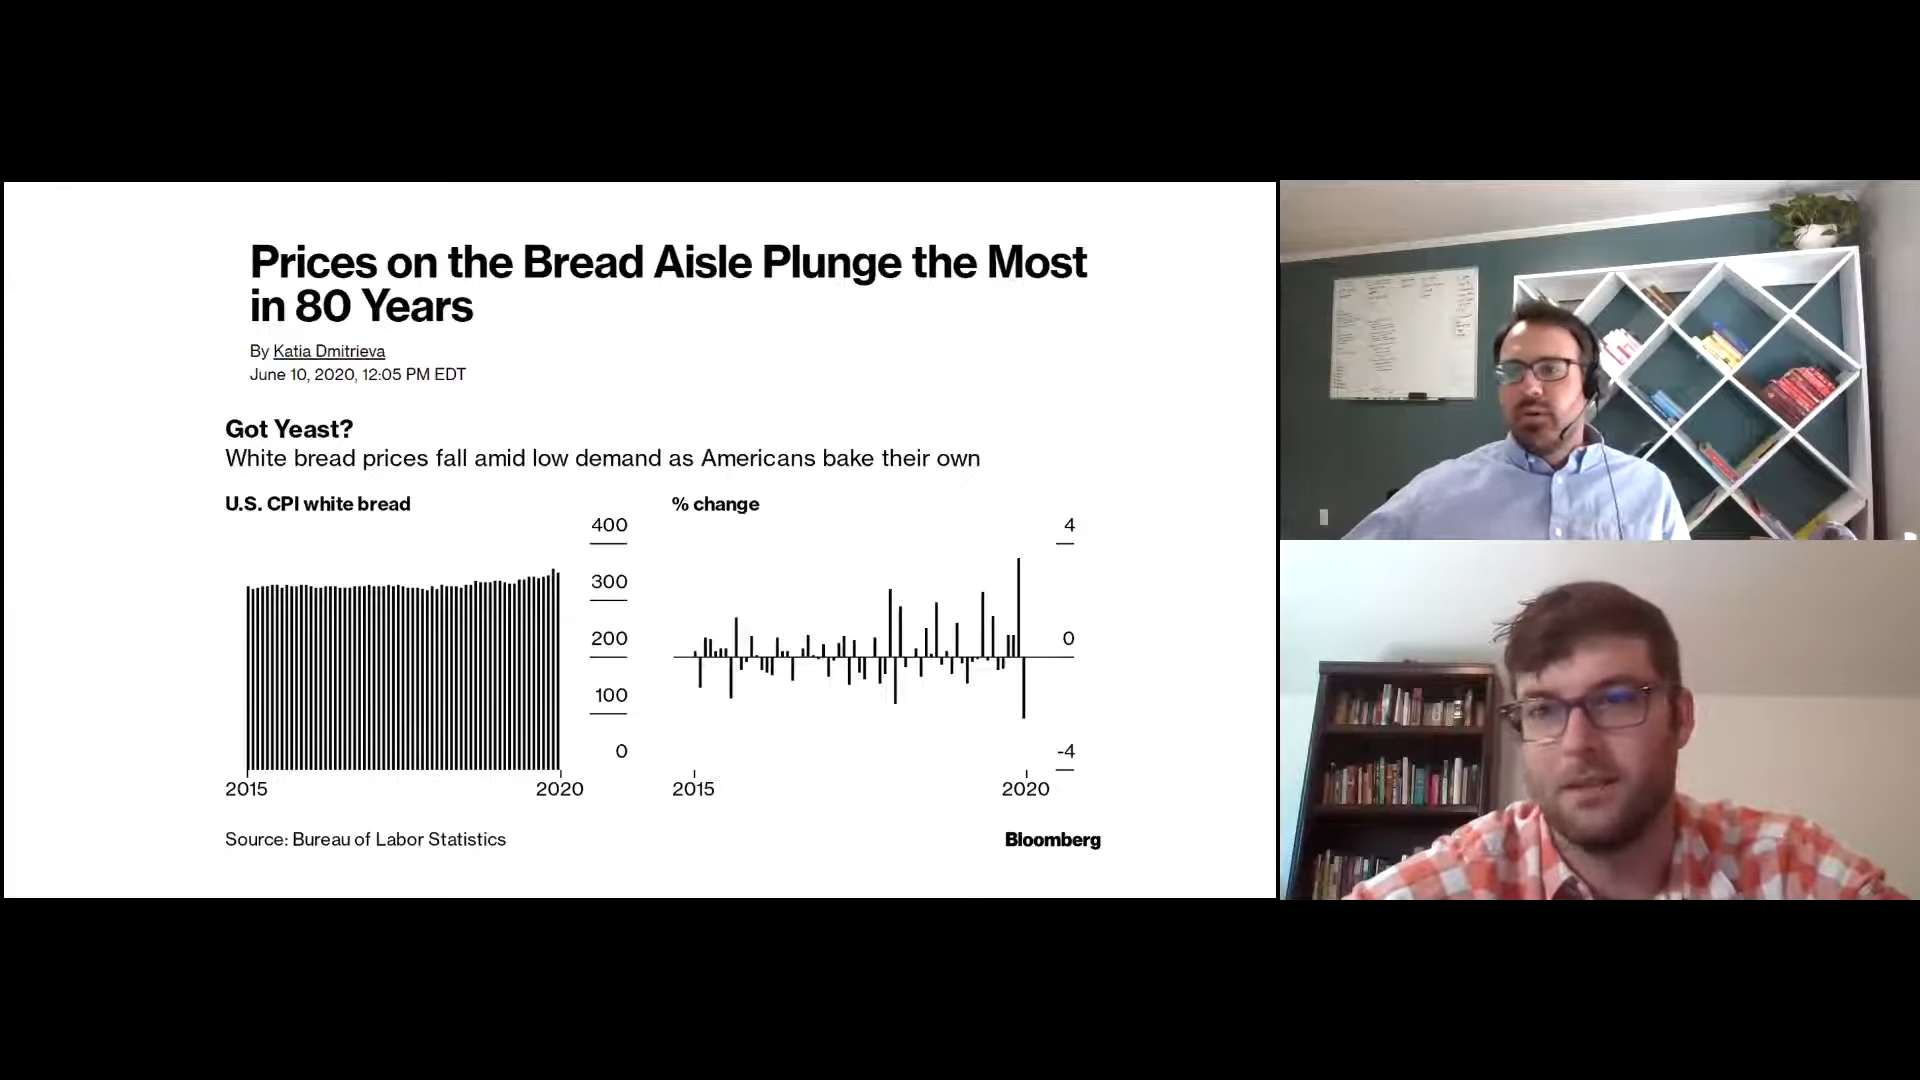 Prices on the Bread Aisle Plunge the Most
in 80 Years
By Katia Dmitrieva
June 10, 2020, 12:05 PM EDT
Got Yeast?
White bread prices fall amid low demand as Americans bake their own
U.S. CPI white bread
400
300
200
100
0
2015
2020
% change
4
0
-4
2015
2020
Source: Bureau of Labor Statistics
Bloomberg